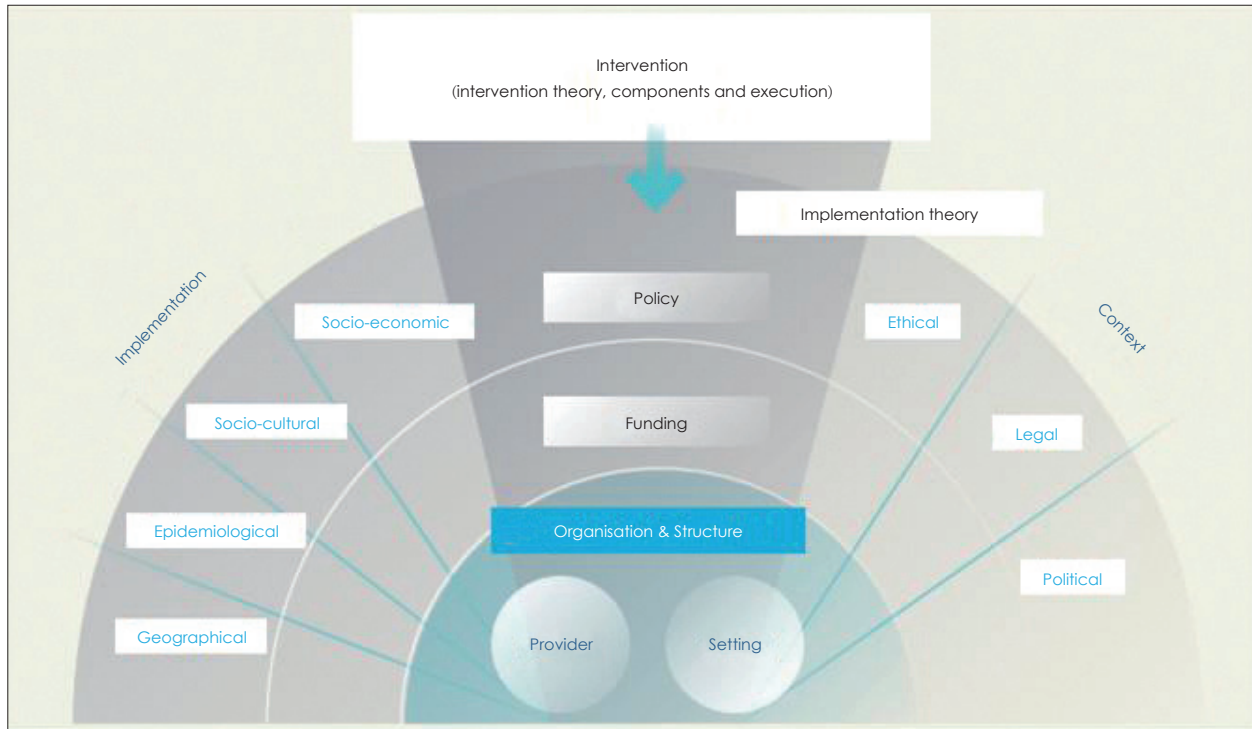 Intervention
(intervention theory, components and execution)
Implementation theory
Implementation
Context
Policy
Socio-economic
Ethical
Funding
Socio-cultural
Legal
Organisation & Structure
Epidemiological
Political
Geographical
Provider
Setting